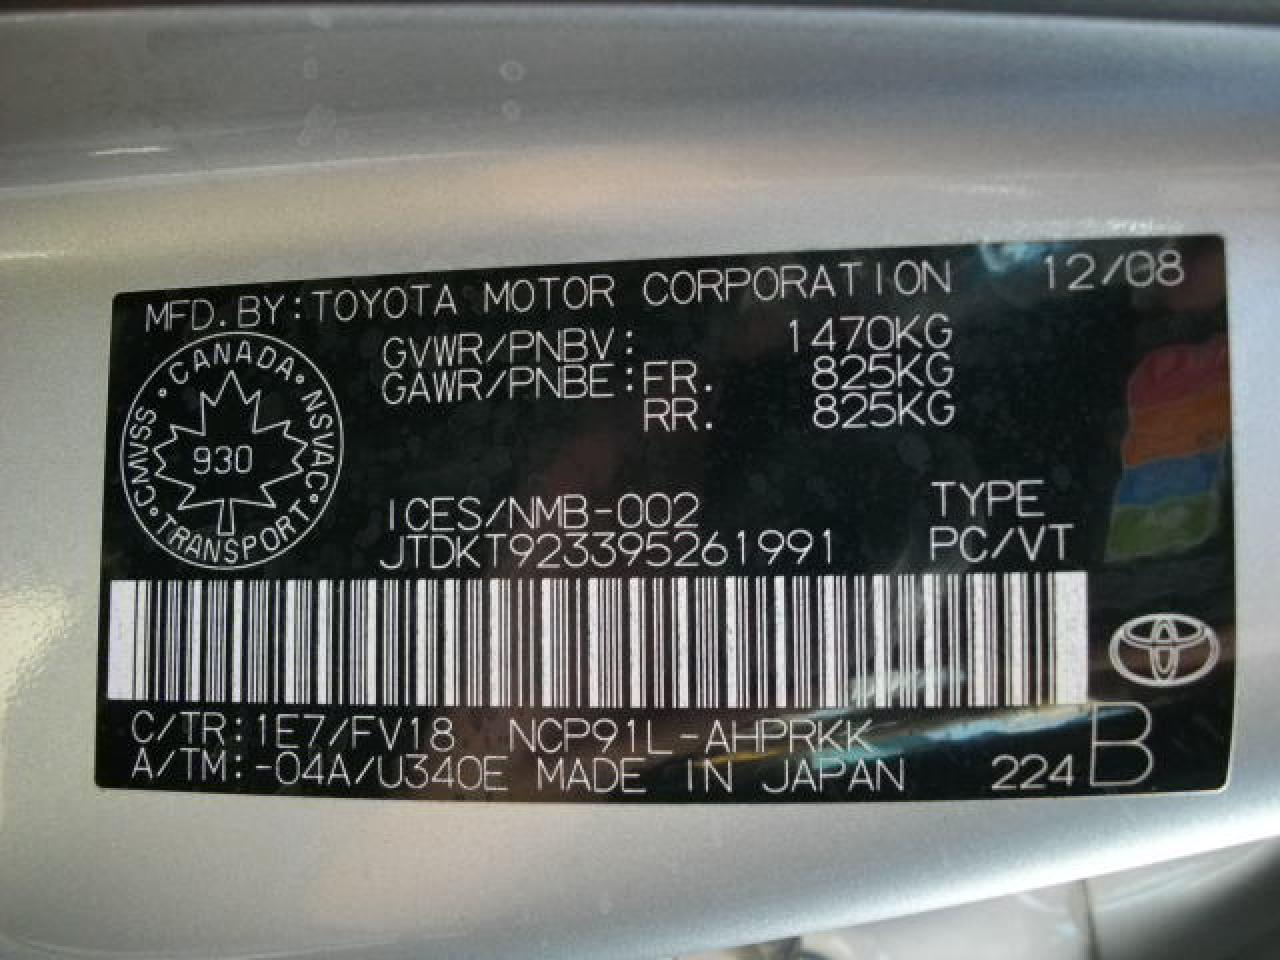 MFD.BY:TOYOTA MOTOR CORPORATION 12/08
GVWR/PNBV: 1470KG
GAWR/PNBE:FR. 825KG
RR. 825KG
CANADA · NSVAC · TRANSPORT · CMVSS ·
930
ICES/NMB-002
JTDKT923395261991
TYPE
PC/VT
C/TR:1E7/FV18 NCP91L-AHPRKK
A/TM:-04A/U340E MADE IN JAPAN 224 B